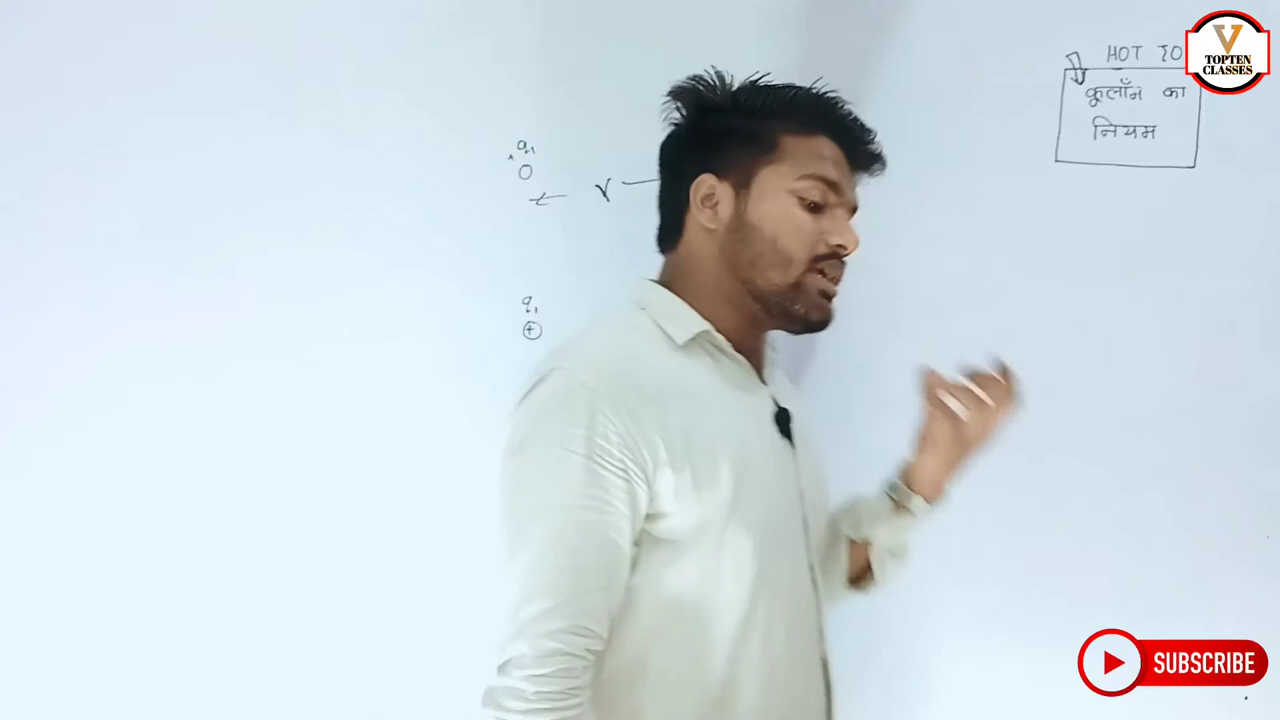 HOT TO
कूलाँम का
नियम
q₁
r
q₁
+
TOPTEN
CLASSES
SUBSCRIBE